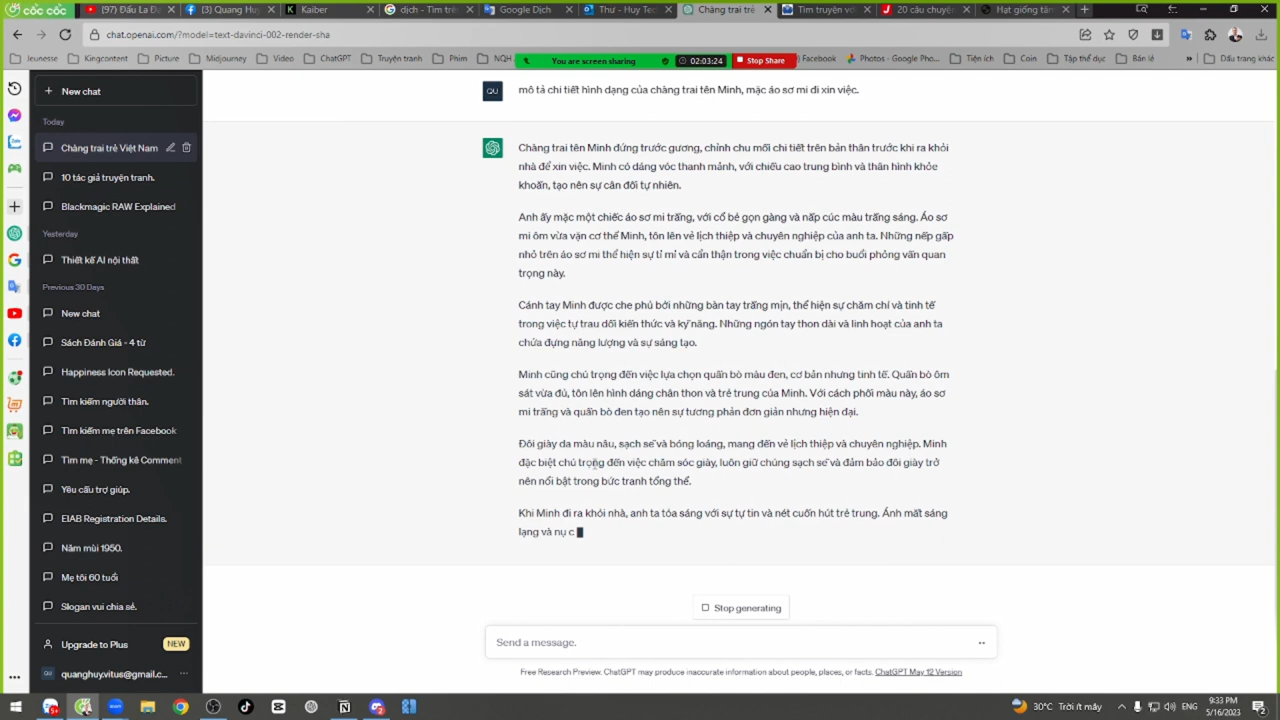 CỐC CỐC
(107) Đấu La Đ
(3) Quang Huy
Kaiber
dịch - Tìm trên
Google Dịch
Thư - Huy Tec
Chàng trai trẻ
Tìm truyện vớ
20 câu chuyện
Hạt giống tâm
chat.openai.com/?model=text-davinci-002-render-sha
Jeunesse
Kingcontent
Picture
Midjourney
Video
ChatGPT
Truyện tranh
Phim
NQH
You are screen sharing
02:03:24
Stop Share
Facebook
Photos - Google Pho...
Tiện ích
Coin
Tập thể dục
Bán lẻ
»
Dấu trang khác
+ New chat
Today
Chàng trai trẻ Việt Nam
10 tác giả truyện tranh.
Blackmagic RAW Explained
Yesterday
Thiết kế AI nội thất
Previous 30 Days
New chat
Sách Đánh Giá - 4 từ
Happiness Icon Requested.
Tìm kiếm người thân.
Tìm kiếm mẹ trên Facebook
Tìm mẹ - Thống kê Comment
Yêu cầu trợ giúp.
EIAB Registration Details.
Năm mùi 1950.
Mẹ tôi 60 tuổi
Slogan vui chia sẻ.
Upgrade to Plus
NEW
QU
quanghuyamd@gmail.c...
QU
mô tả chi tiết hình dạng của chàng trai tên Minh, mặc áo sơ mi đi xin việc.
Chàng trai tên Minh đứng trước gương, chỉnh chu mỗi chi tiết trên bản thân trước khi ra khỏi
nhà để xin việc. Minh có dáng vóc thanh mảnh, với chiều cao trung bình và thân hình khỏe
khoắn, tạo nên sự cân đối tự nhiên.
Anh ấy mặc một chiếc áo sơ mi trắng, với cổ bẻ gọn gàng và nắp cúc màu trắng sáng. Áo sơ
mi ôm vừa vặn cơ thể Minh, tôn lên vẻ lịch thiệp và chuyên nghiệp của anh ta. Những nếp gấp
nhỏ trên áo sơ mi thể hiện sự tỉ mỉ và cẩn thận trong việc chuẩn bị cho buổi phỏng vấn quan
trọng này.
Cánh tay Minh được che phủ bởi những bàn tay trắng mịn, thể hiện sự chăm chỉ và tinh tế
trong việc tự trau dồi kiến thức và kỹ năng. Những ngón tay thon dài và linh hoạt của anh ta
chứa đựng năng lượng và sự sáng tạo.
Minh cũng chú trọng đến việc lựa chọn quần bò màu đen, cơ bản nhưng tinh tế. Quần bò ôm
sát vừa đủ, tôn lên hình dáng chân thon và trẻ trung của Minh. Với cách phối màu này, áo sơ
mi trắng và quần bò đen tạo nên sự tương phản đơn giản nhưng hiện đại.
Đôi giày da màu nâu, sạch sẽ và bóng loáng, mang đến vẻ lịch thiệp và chuyên nghiệp. Minh
đặc biệt chú trọng đến việc chăm sóc giày, luôn giữ chúng sạch sẽ và đảm bảo đôi giày trở
nên nổi bật trong bức tranh tổng thể.
Khi Minh đi ra khỏi nhà, anh ta tỏa sáng với sự tự tin và nét cuốn hút trẻ trung. Ánh mắt sáng
lạng và nụ c
Stop generating
Send a message.
Free Research Preview. ChatGPT may produce inaccurate information about people, places, or facts. ChatGPT May 12 Version
30°C Trời ít mây
ENG
9:33 PM
5/16/2023